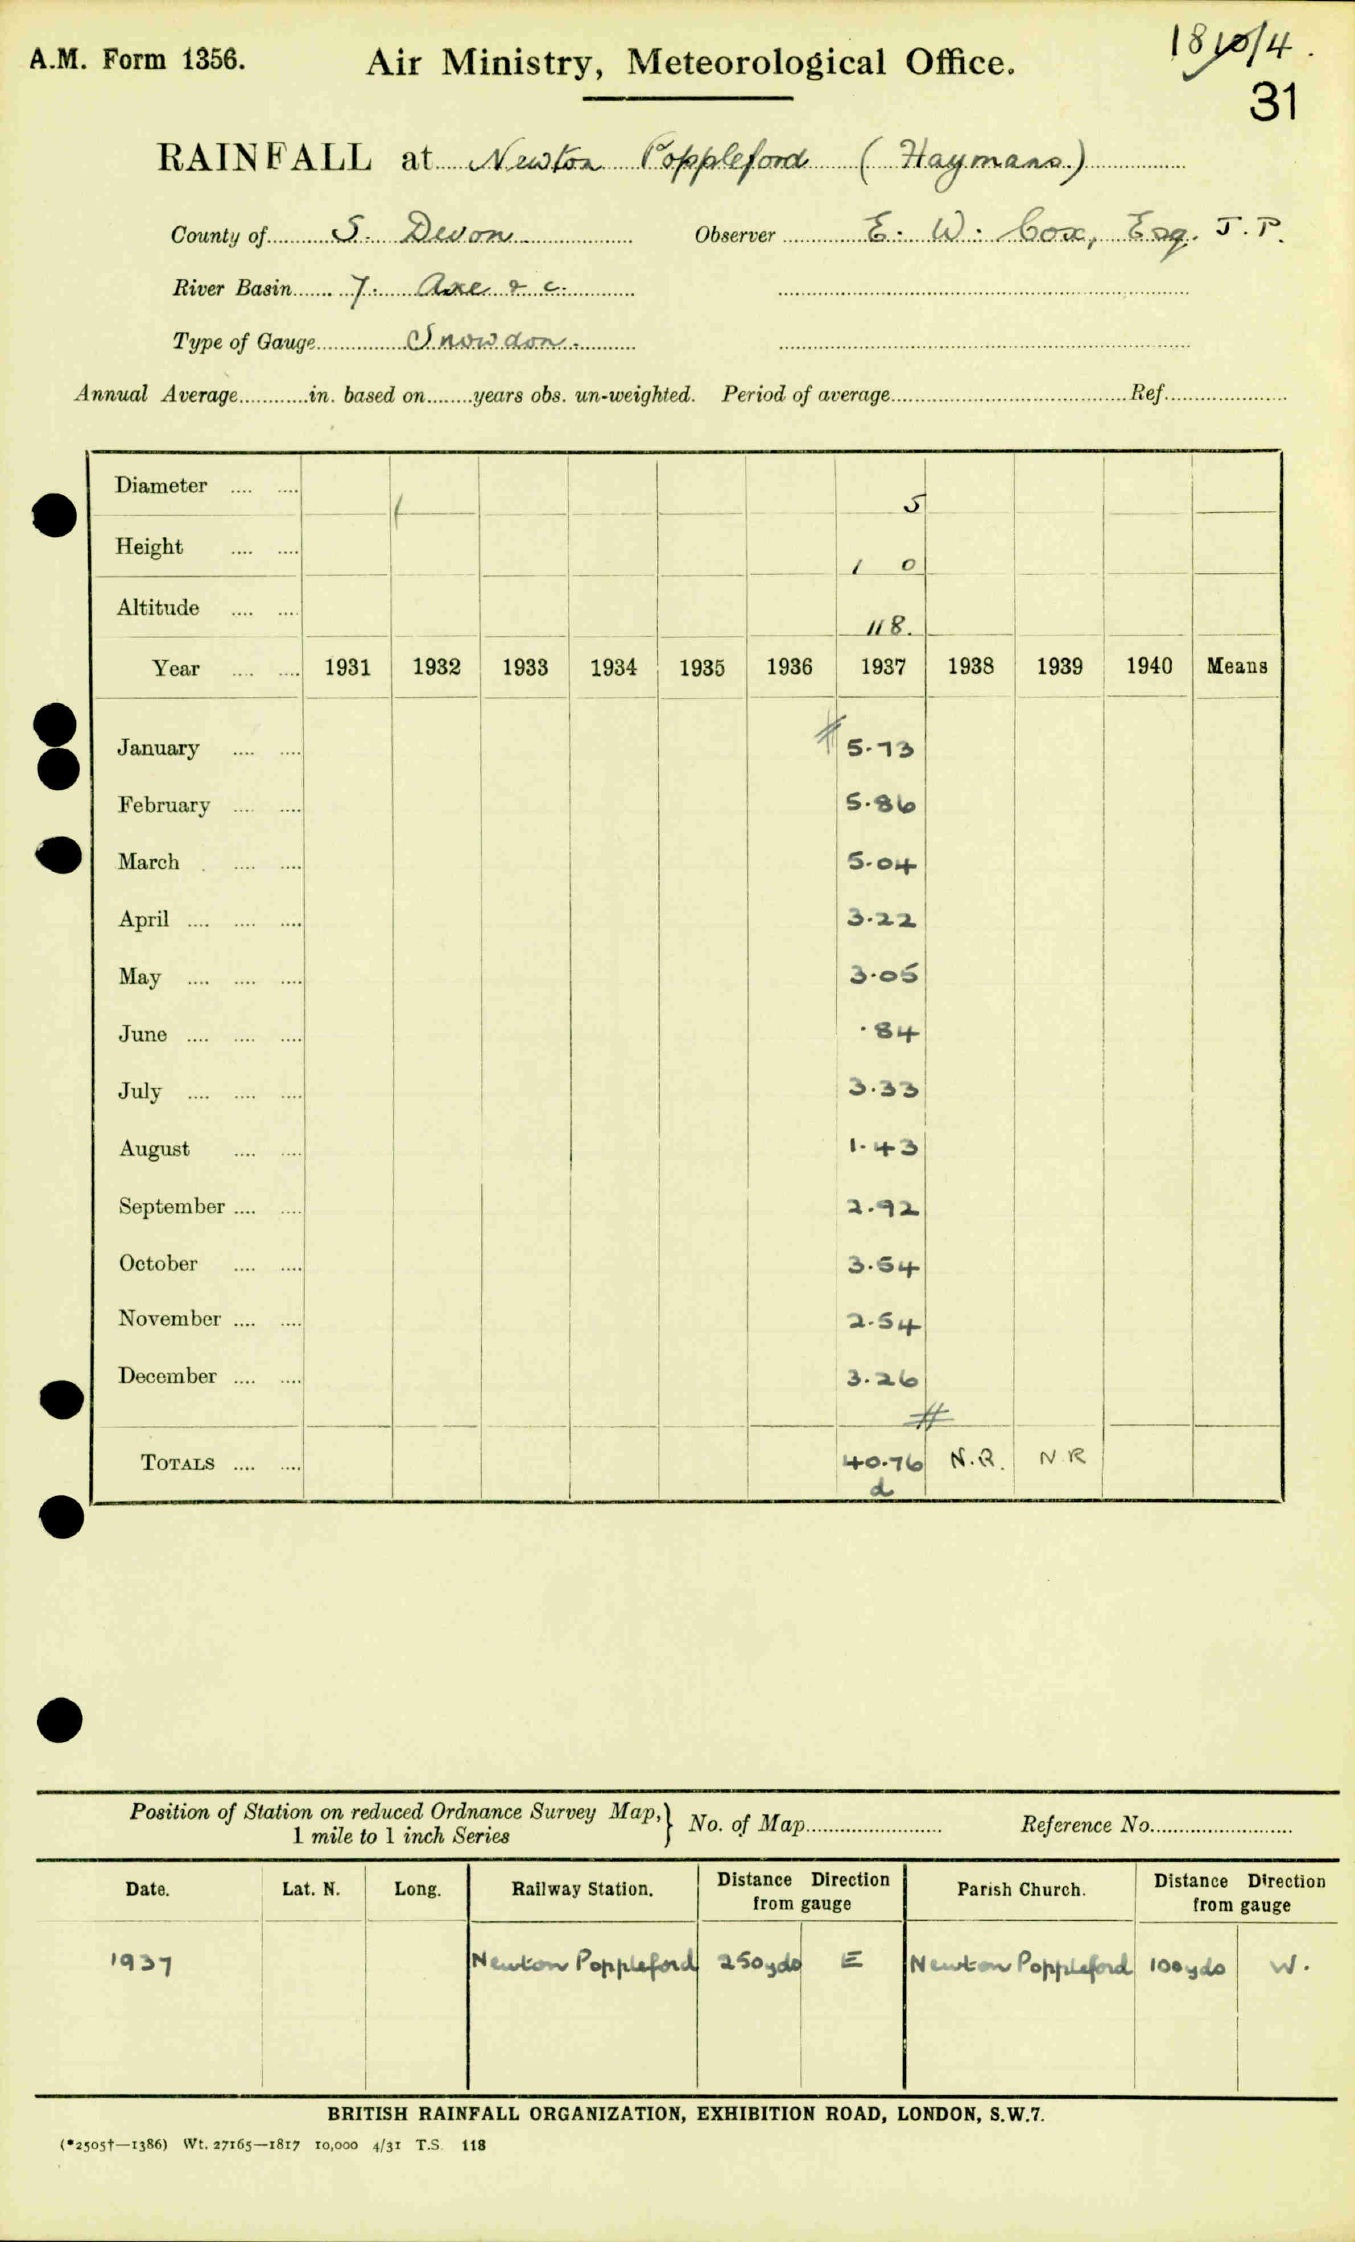 A.M. Form 1356.
Air Ministry, Meteorological Office.
31
RAINFALL at Newton Poppleford (Haymans.)
County of S. Devon. Observer E. W. Cox, Esq. J.P.
River Basin 7. Axe & c.
Type of Gauge Snowdon.
Annual Average............in. based on........years obs. un-weighted. Period of average........Ref........
Diameter .... .... 5
Height .... .... 1 0
Altitude .... .... 118.
Year .... .... 1931 1932 1933 1934 1935 1936 1937 1938 1939 1940 Means
January .... .... 5.73
February .... .... 5.86
March .... .... 5.04
April .... .... .... 3.22
May .... .... .... 3.05
June .... .... .... .84
July .... .... .... 3.33
August .... .... 1.43
September .... .... 2.92
October .... .... 3.54
November .... .... 2.54
December .... .... 3.26
TOTALS .... .... 40.76 N.R. N.R
d
Position of Station on reduced Ordnance Survey Map, 1 mile to 1 inch Series } No. of Map........ Reference No........
Date. Lat. N. Long. Railway Station. Distance Direction from gauge Parish Church. Distance Direction from gauge
1937 Newton Poppleford 250yds E Newton Poppleford 100yds W.
BRITISH RAINFALL ORGANIZATION, EXHIBITION ROAD, LONDON, S.W.7.
(*2505†—1386) Wt. 27165—1817 10,000 4/31 T.S. 118